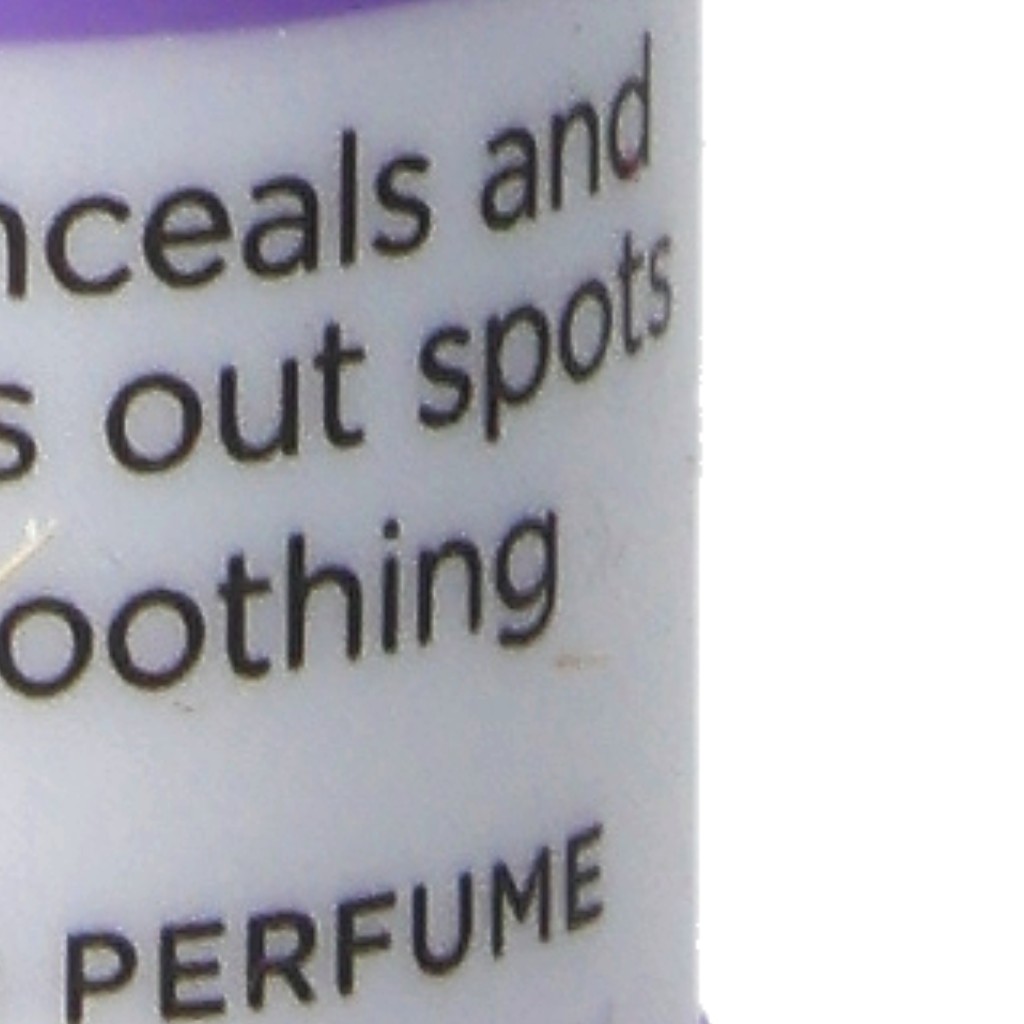 nceals and
s out spots
oothing
PERFUME